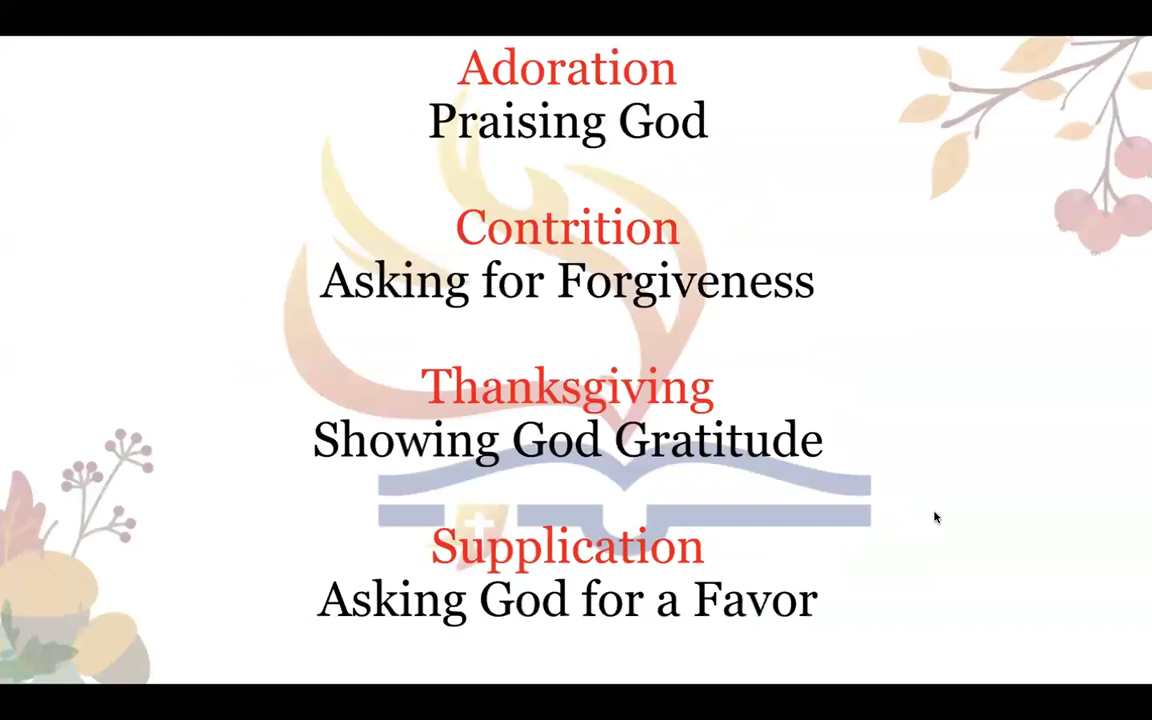 Adoration
Praising God
Contrition
Asking for Forgiveness
Thanksgiving
Showing God Gratitude
Supplication
Asking God for a Favor